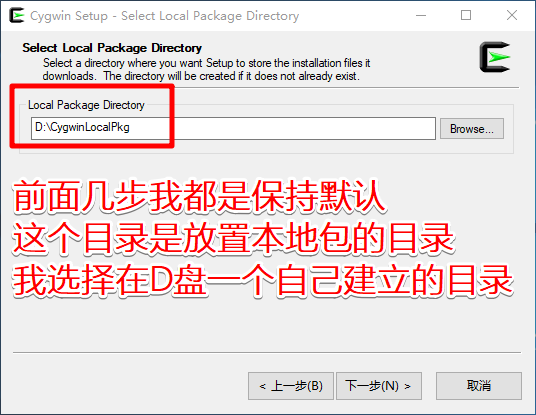 Cygwin Setup - Select Local Package Directory
Select Local Package Directory
Select a directory where you want Setup to store the installation files it
downloads. The directory will be created if it does not already exist.
Local Package Directory
D:\CygwinLocalPkg
Browse...
前面几步我都是保持默认
这个目录是放置本地包的目录
我选择在D盘一个自己建立的目录
< 上一步(B)
下一步(N) >
取消